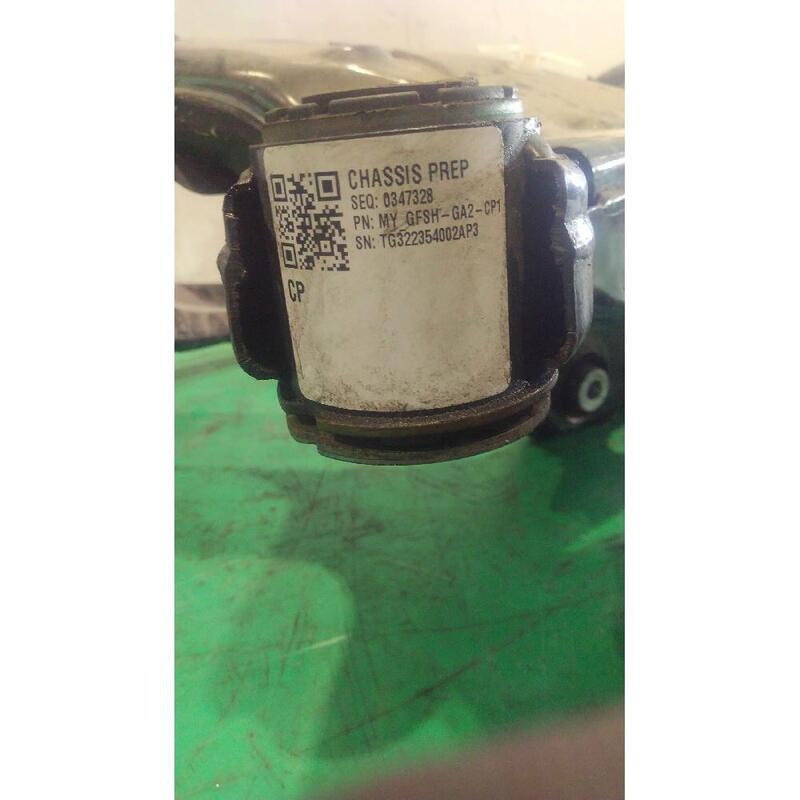 CHASSIS PREP
SEQ: 0347328
PN: MY_GFSH-GA2-CP1
SN: TG322354002AP3
CP